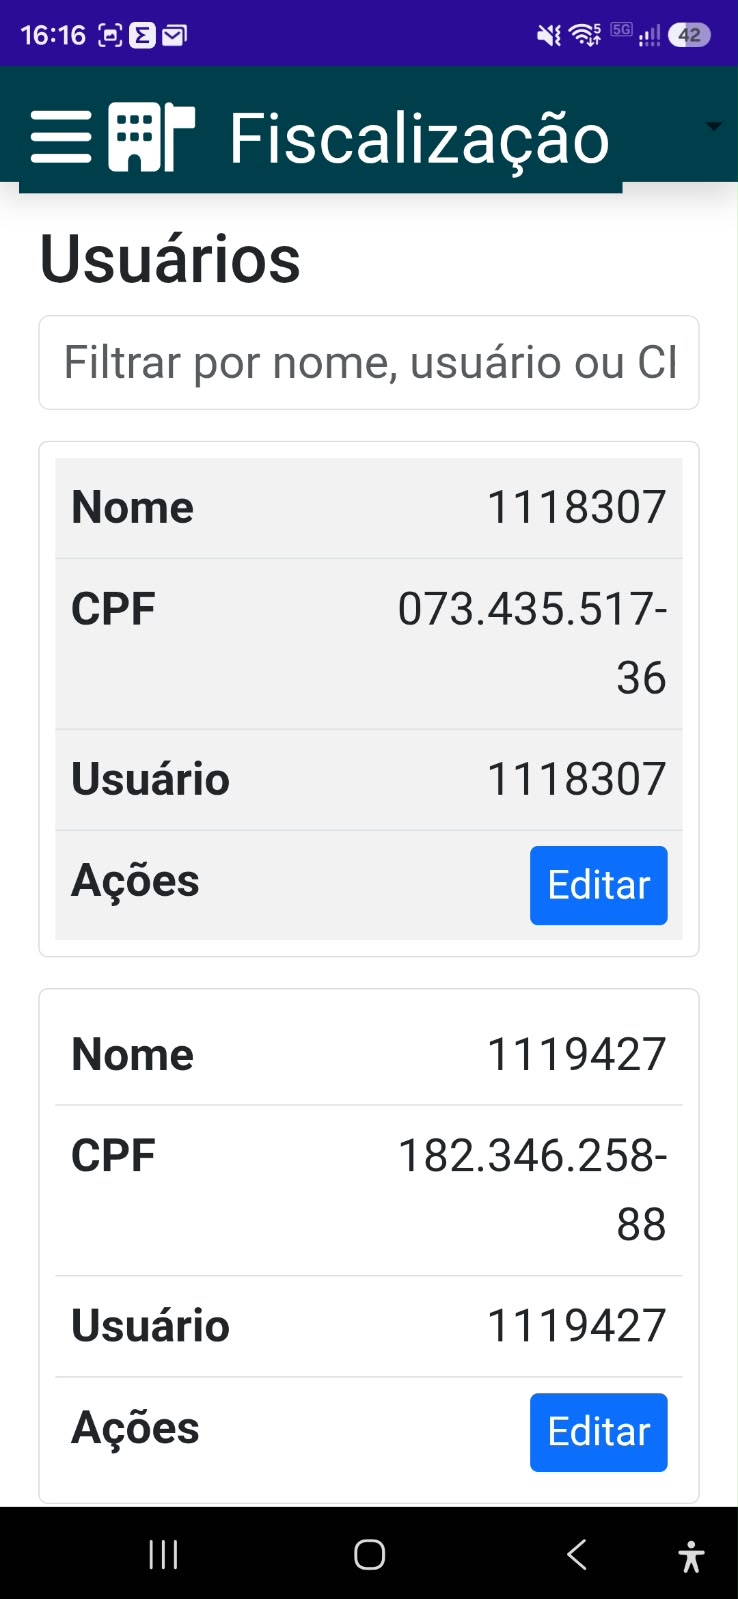 16:16
5G
42
Fiscalização
Usuários
Filtrar por nome, usuário ou C
Nome 1118307
CPF 073.435.517-
36
Usuário 1118307
Ações Editar
Nome 1119427
CPF 182.346.258-
88
Usuário 1119427
Ações Editar